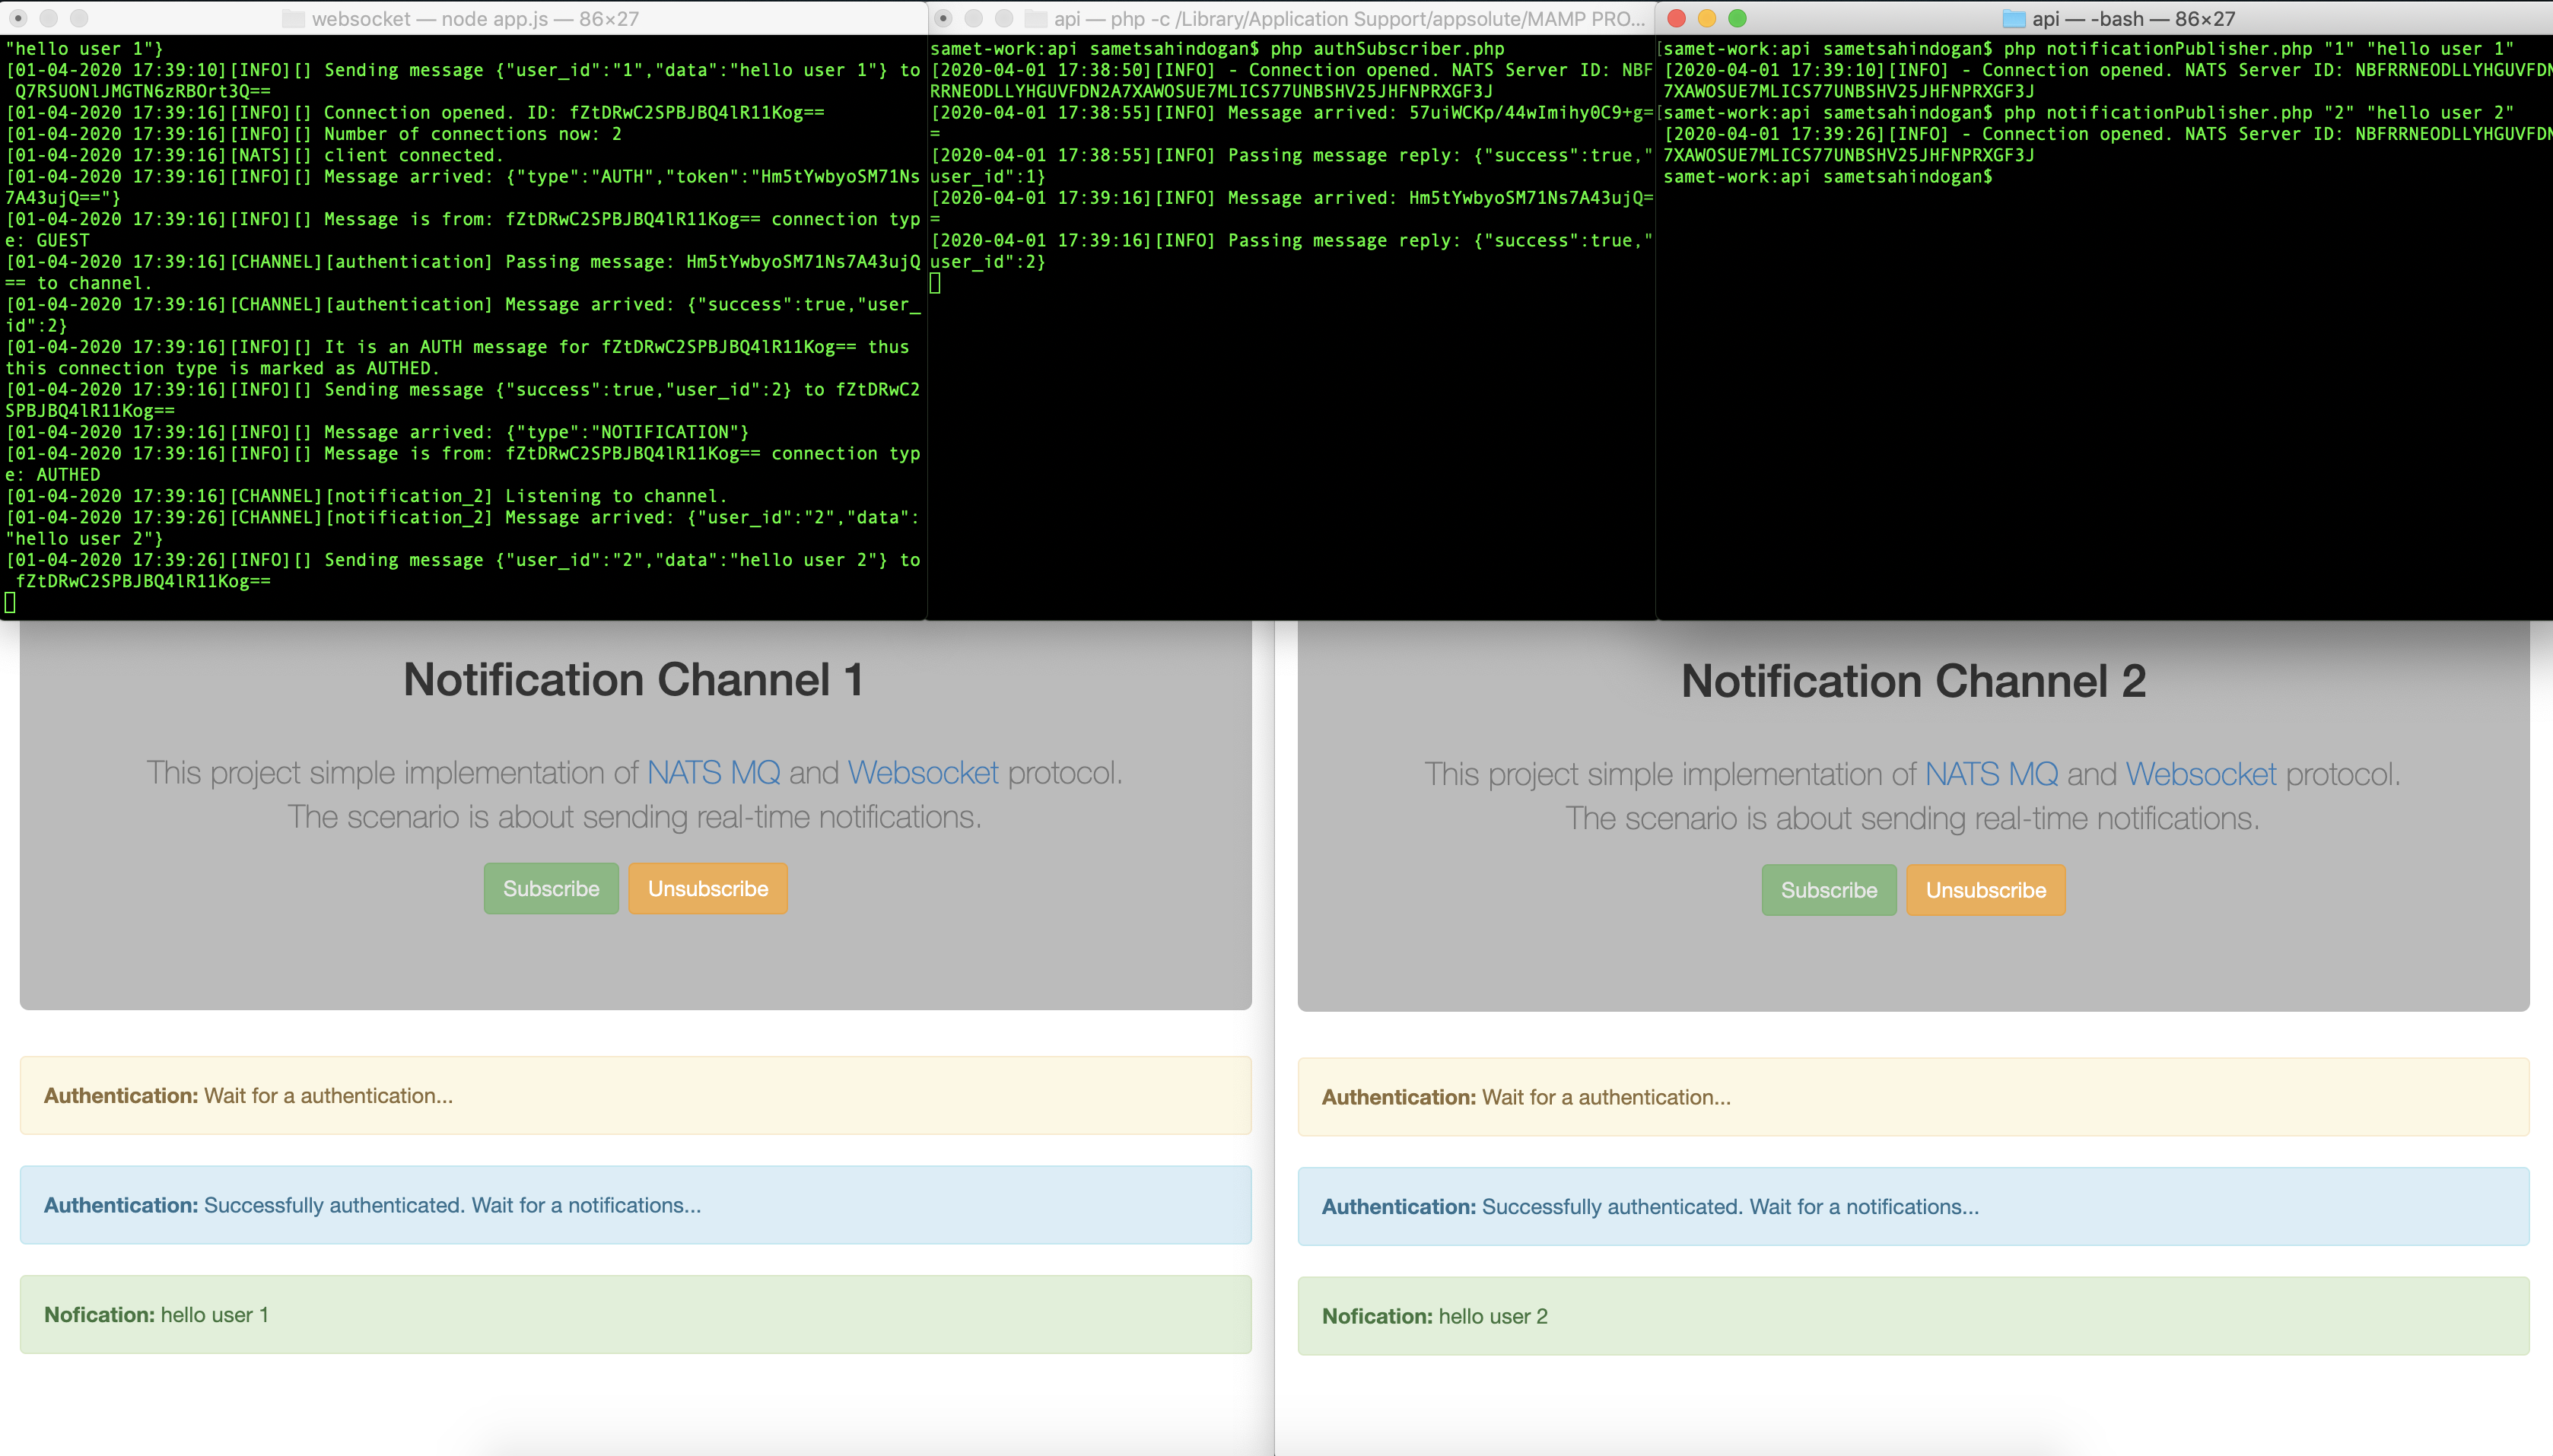 websocket — node app.js — 86×27
"hello user 1"}
[01-04-2020 17:39:10][INFO][] Sending message {"user_id":"1","data":"hello user 1"} to
Q7RSUONlJMGTN6zRBOrt3Q==
[01-04-2020 17:39:16][INFO][] Connection opened. ID: fZtDRwC2SPBJBQ4lR11Kog==
[01-04-2020 17:39:16][INFO][] Number of connections now: 2
[01-04-2020 17:39:16][NATS][] client connected.
[01-04-2020 17:39:16][INFO][] Message arrived: {"type":"AUTH","token":"Hm5tYwbyoSM71Ns
7A43ujQ=="}
[01-04-2020 17:39:16][INFO][] Message is from: fZtDRwC2SPBJBQ4lR11Kog== connection typ
e: GUEST
[01-04-2020 17:39:16][CHANNEL][authentication] Passing message: Hm5tYwbyoSM71Ns7A43ujQ
== to channel.
[01-04-2020 17:39:16][CHANNEL][authentication] Message arrived: {"success":true,"user_
id":2}
[01-04-2020 17:39:16][INFO][] It is an AUTH message for fZtDRwC2SPBJBQ4lR11Kog== thus
this connection type is marked as AUTHED.
[01-04-2020 17:39:16][INFO][] Sending message {"success":true,"user_id":2} to fZtDRwC2
SPBJBQ4lR11Kog==
[01-04-2020 17:39:16][INFO][] Message arrived: {"type":"NOTIFICATION"}
[01-04-2020 17:39:16][INFO][] Message is from: fZtDRwC2SPBJBQ4lR11Kog== connection typ
e: AUTHED
[01-04-2020 17:39:16][CHANNEL][notification_2] Listening to channel.
[01-04-2020 17:39:26][CHANNEL][notification_2] Message arrived: {"user_id":"2","data":
"hello user 2"}
[01-04-2020 17:39:26][INFO][] Sending message {"user_id":"2","data":"hello user 2"} to
fZtDRwC2SPBJBQ4lR11Kog==
api — php -c /Library/Application Support/appsolute/MAMP PRO...
samet-work:api sametsahindogan$ php authSubscriber.php
[2020-04-01 17:38:50][INFO] - Connection opened. NATS Server ID: NBF
RRNEODLLYHGUVFDN2A7XAWOSUE7MLICS77UNBSHV25JHFNPRXGF3J
[2020-04-01 17:38:55][INFO] Message arrived: 57uiWCKp/44wImihy0C9+g=
=
[2020-04-01 17:38:55][INFO] Passing message reply: {"success":true,"
user_id":1}
[2020-04-01 17:39:16][INFO] Message arrived: Hm5tYwbyoSM71Ns7A43ujQ=
=
[2020-04-01 17:39:16][INFO] Passing message reply: {"success":true,"
user_id":2}
api — -bash — 86×27
[samet-work:api sametsahindogan$ php notificationPublisher.php "1" "hello user 1"
[2020-04-01 17:39:10][INFO] - Connection opened. NATS Server ID: NBFRRNEODLLYHGUVFDN
7XAWOSUE7MLICS77UNBSHV25JHFNPRXGF3J
[samet-work:api sametsahindogan$ php notificationPublisher.php "2" "hello user 2"
[2020-04-01 17:39:26][INFO] - Connection opened. NATS Server ID: NBFRRNEODLLYHGUVFDN
7XAWOSUE7MLICS77UNBSHV25JHFNPRXGF3J
samet-work:api sametsahindogan$
Notification Channel 1
This project simple implementation of NATS MQ and Websocket protocol.
The scenario is about sending real-time notifications.
Subscribe Unsubscribe
Authentication: Wait for a authentication...
Authentication: Successfully authenticated. Wait for a notifications...
Nofication: hello user 1
Notification Channel 2
This project simple implementation of NATS MQ and Websocket protocol.
The scenario is about sending real-time notifications.
Subscribe Unsubscribe
Authentication: Wait for a authentication...
Authentication: Successfully authenticated. Wait for a notifications...
Nofication: hello user 2